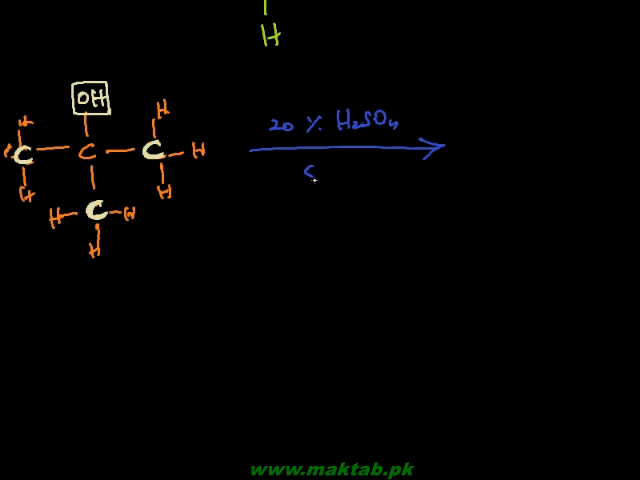 H
OH
20 % H₂SO₄
H H
C C C H
H H
H C H
H
www.maktab.pk